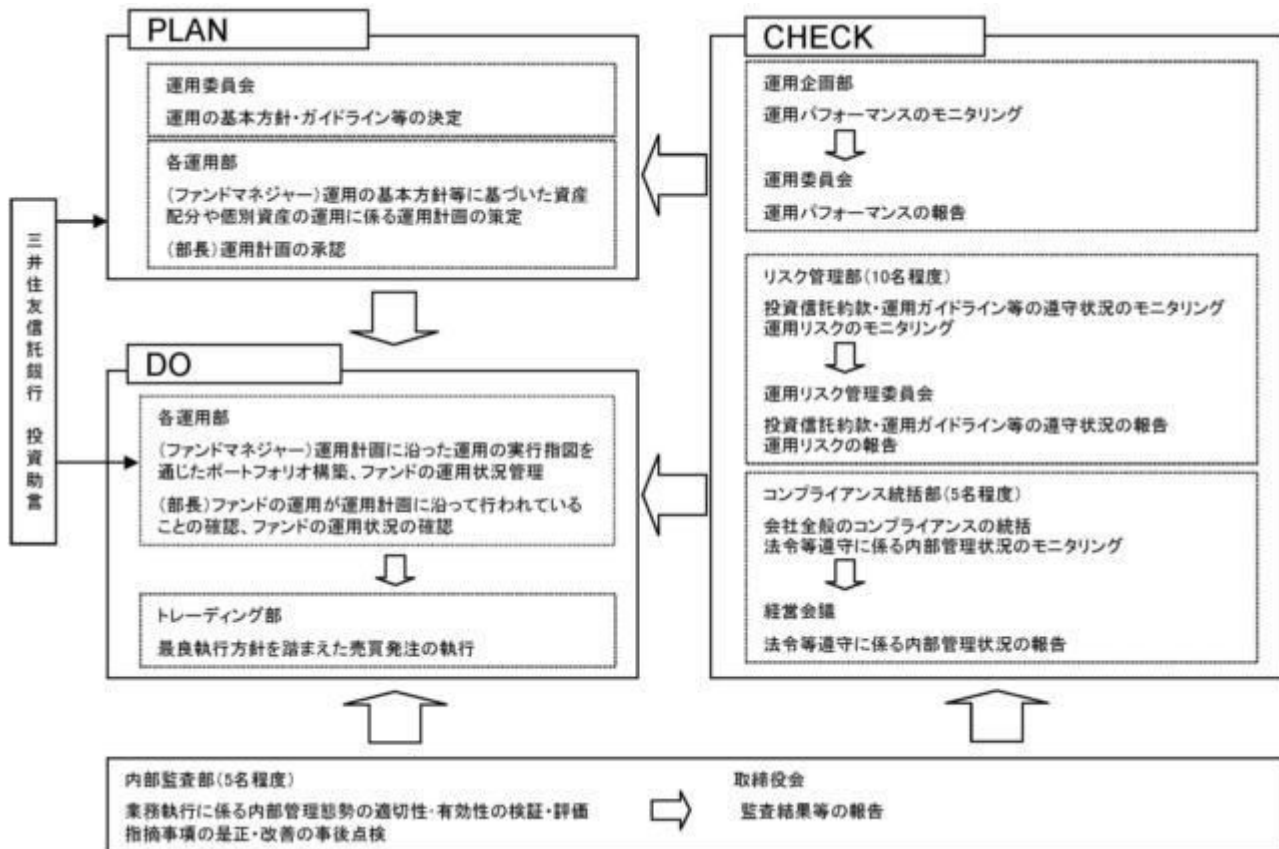 PLAN
運用委員会
運用の基本方針・ガイドライン等の決定
各運用部
(ファンドマネジャー)運用の基本方針等に基づいた資産
配分や個別資産の運用に係る運用計画の策定
(部長)運用計画の承認
三井住友信託銀行 投資助言
DO
各運用部
(ファンドマネジャー)運用計画に沿った運用の実行指図を
通じたポートフォリオ構築、ファンドの運用状況管理
(部長)ファンドの運用が運用計画に沿って行われている
ことの確認、ファンドの運用状況の確認
トレーディング部
最良執行方針を踏まえた売買発注の執行
CHECK
運用企画部
運用パフォーマンスのモニタリング
運用委員会
運用パフォーマンスの報告
リスク管理部(10名程度)
投資信託約款・運用ガイドライン等の遵守状況のモニタリング
運用リスクのモニタリング
運用リスク管理委員会
投資信託約款・運用ガイドライン等の遵守状況の報告
運用リスクの報告
コンプライアンス統括部(5名程度)
会社全般のコンプライアンスの統括
法令等遵守に係る内部管理状況のモニタリング
経営会議
法令等遵守に係る内部管理状況の報告
内部監査部(5名程度)
業務執行に係る内部管理態勢の適切性・有効性の検証・評価
指摘事項の是正・改善の事後点検
取締役会
監査結果等の報告